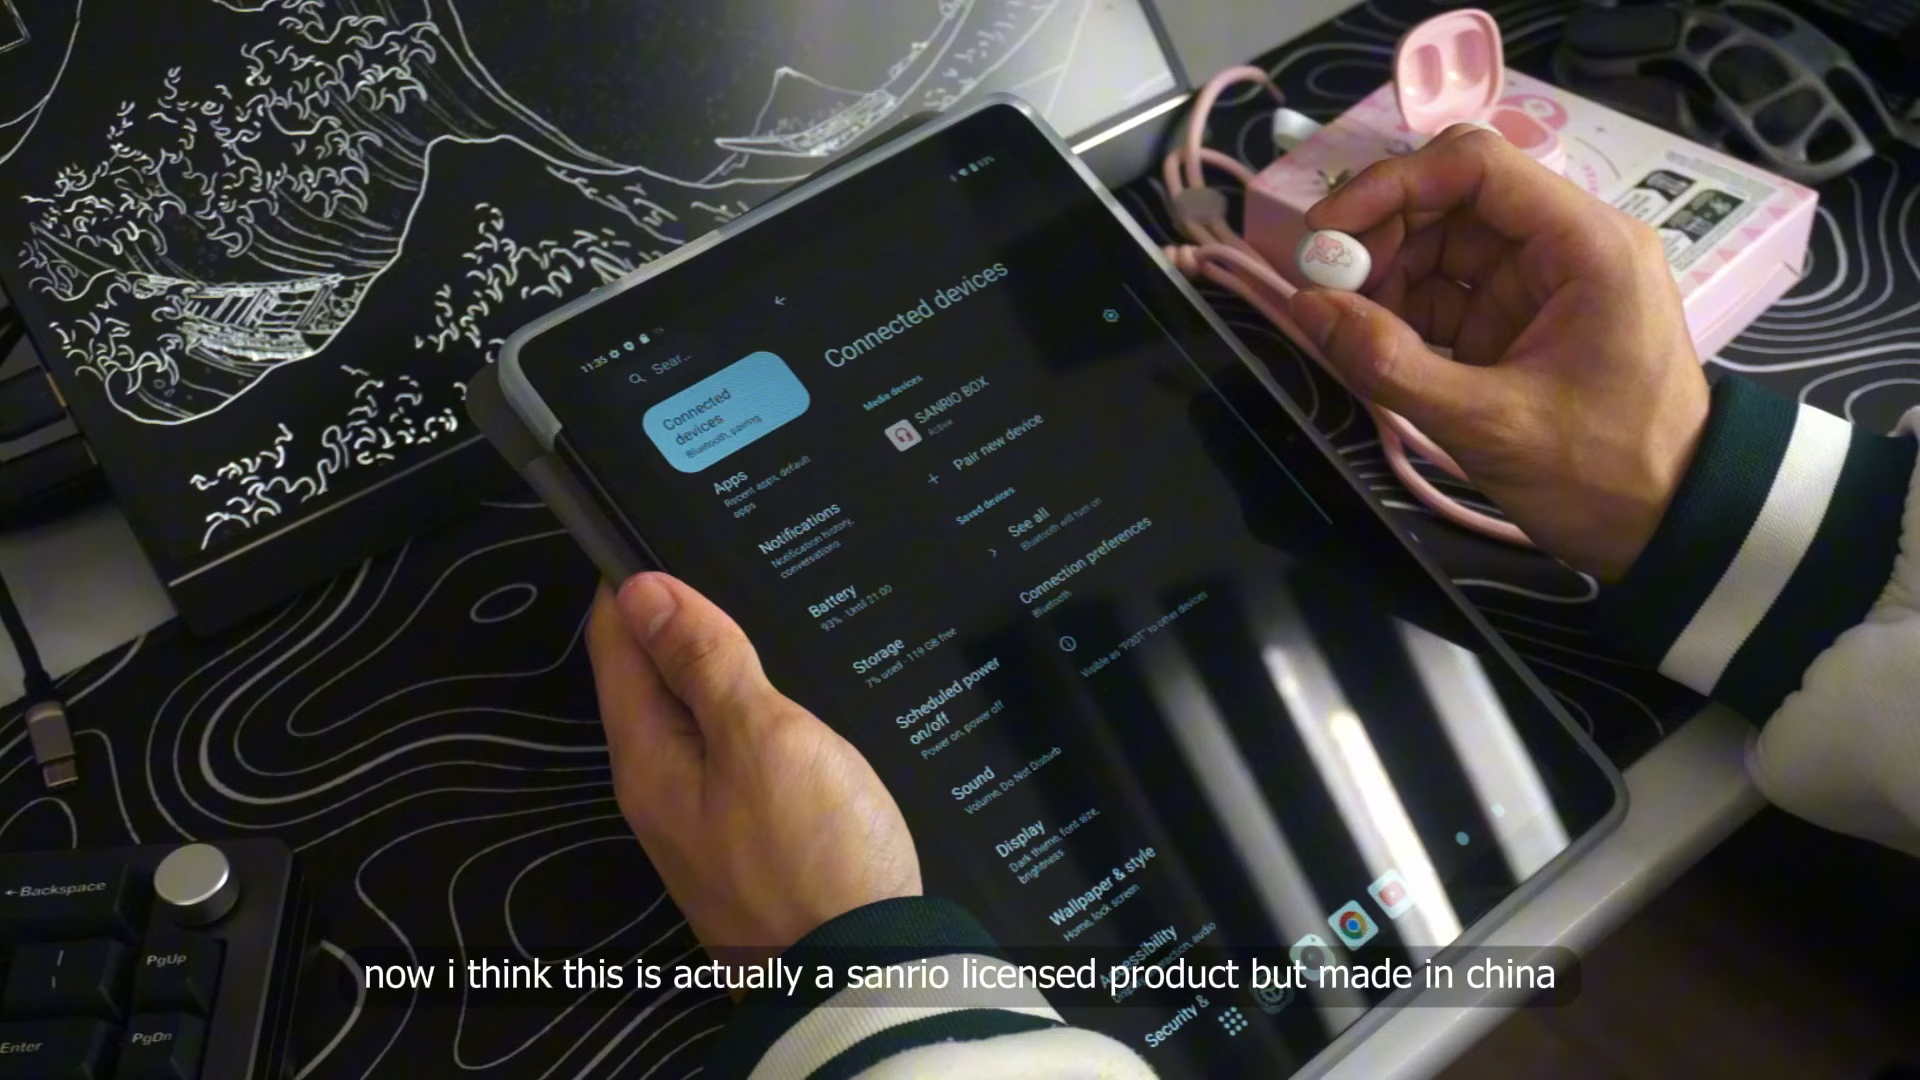 11:35
Sear...
Connected
devices
Bluetooth, pairing
Apps
Recent apps, default
apps
Notifications
Notification history,
conversations
Battery
93% - Until 21:00
Storage
7% used - 119 GB free
Scheduled power
on/off
Power on, power off
Sound
Volume, Do Not Disturb
Display
Dark theme, font size,
brightness
Wallpaper & style
Home, lock screen
Accessibility
Security &
Connected devices
Media devices
SANRIO BOX
Active
+ Pair new device
Saved devices
See all
Bluetooth will turn on
Connection preferences
Bluetooth
←Backspace
PgUp
PgDn
Enter
now i think this is actually a sanrio licensed product but made in china